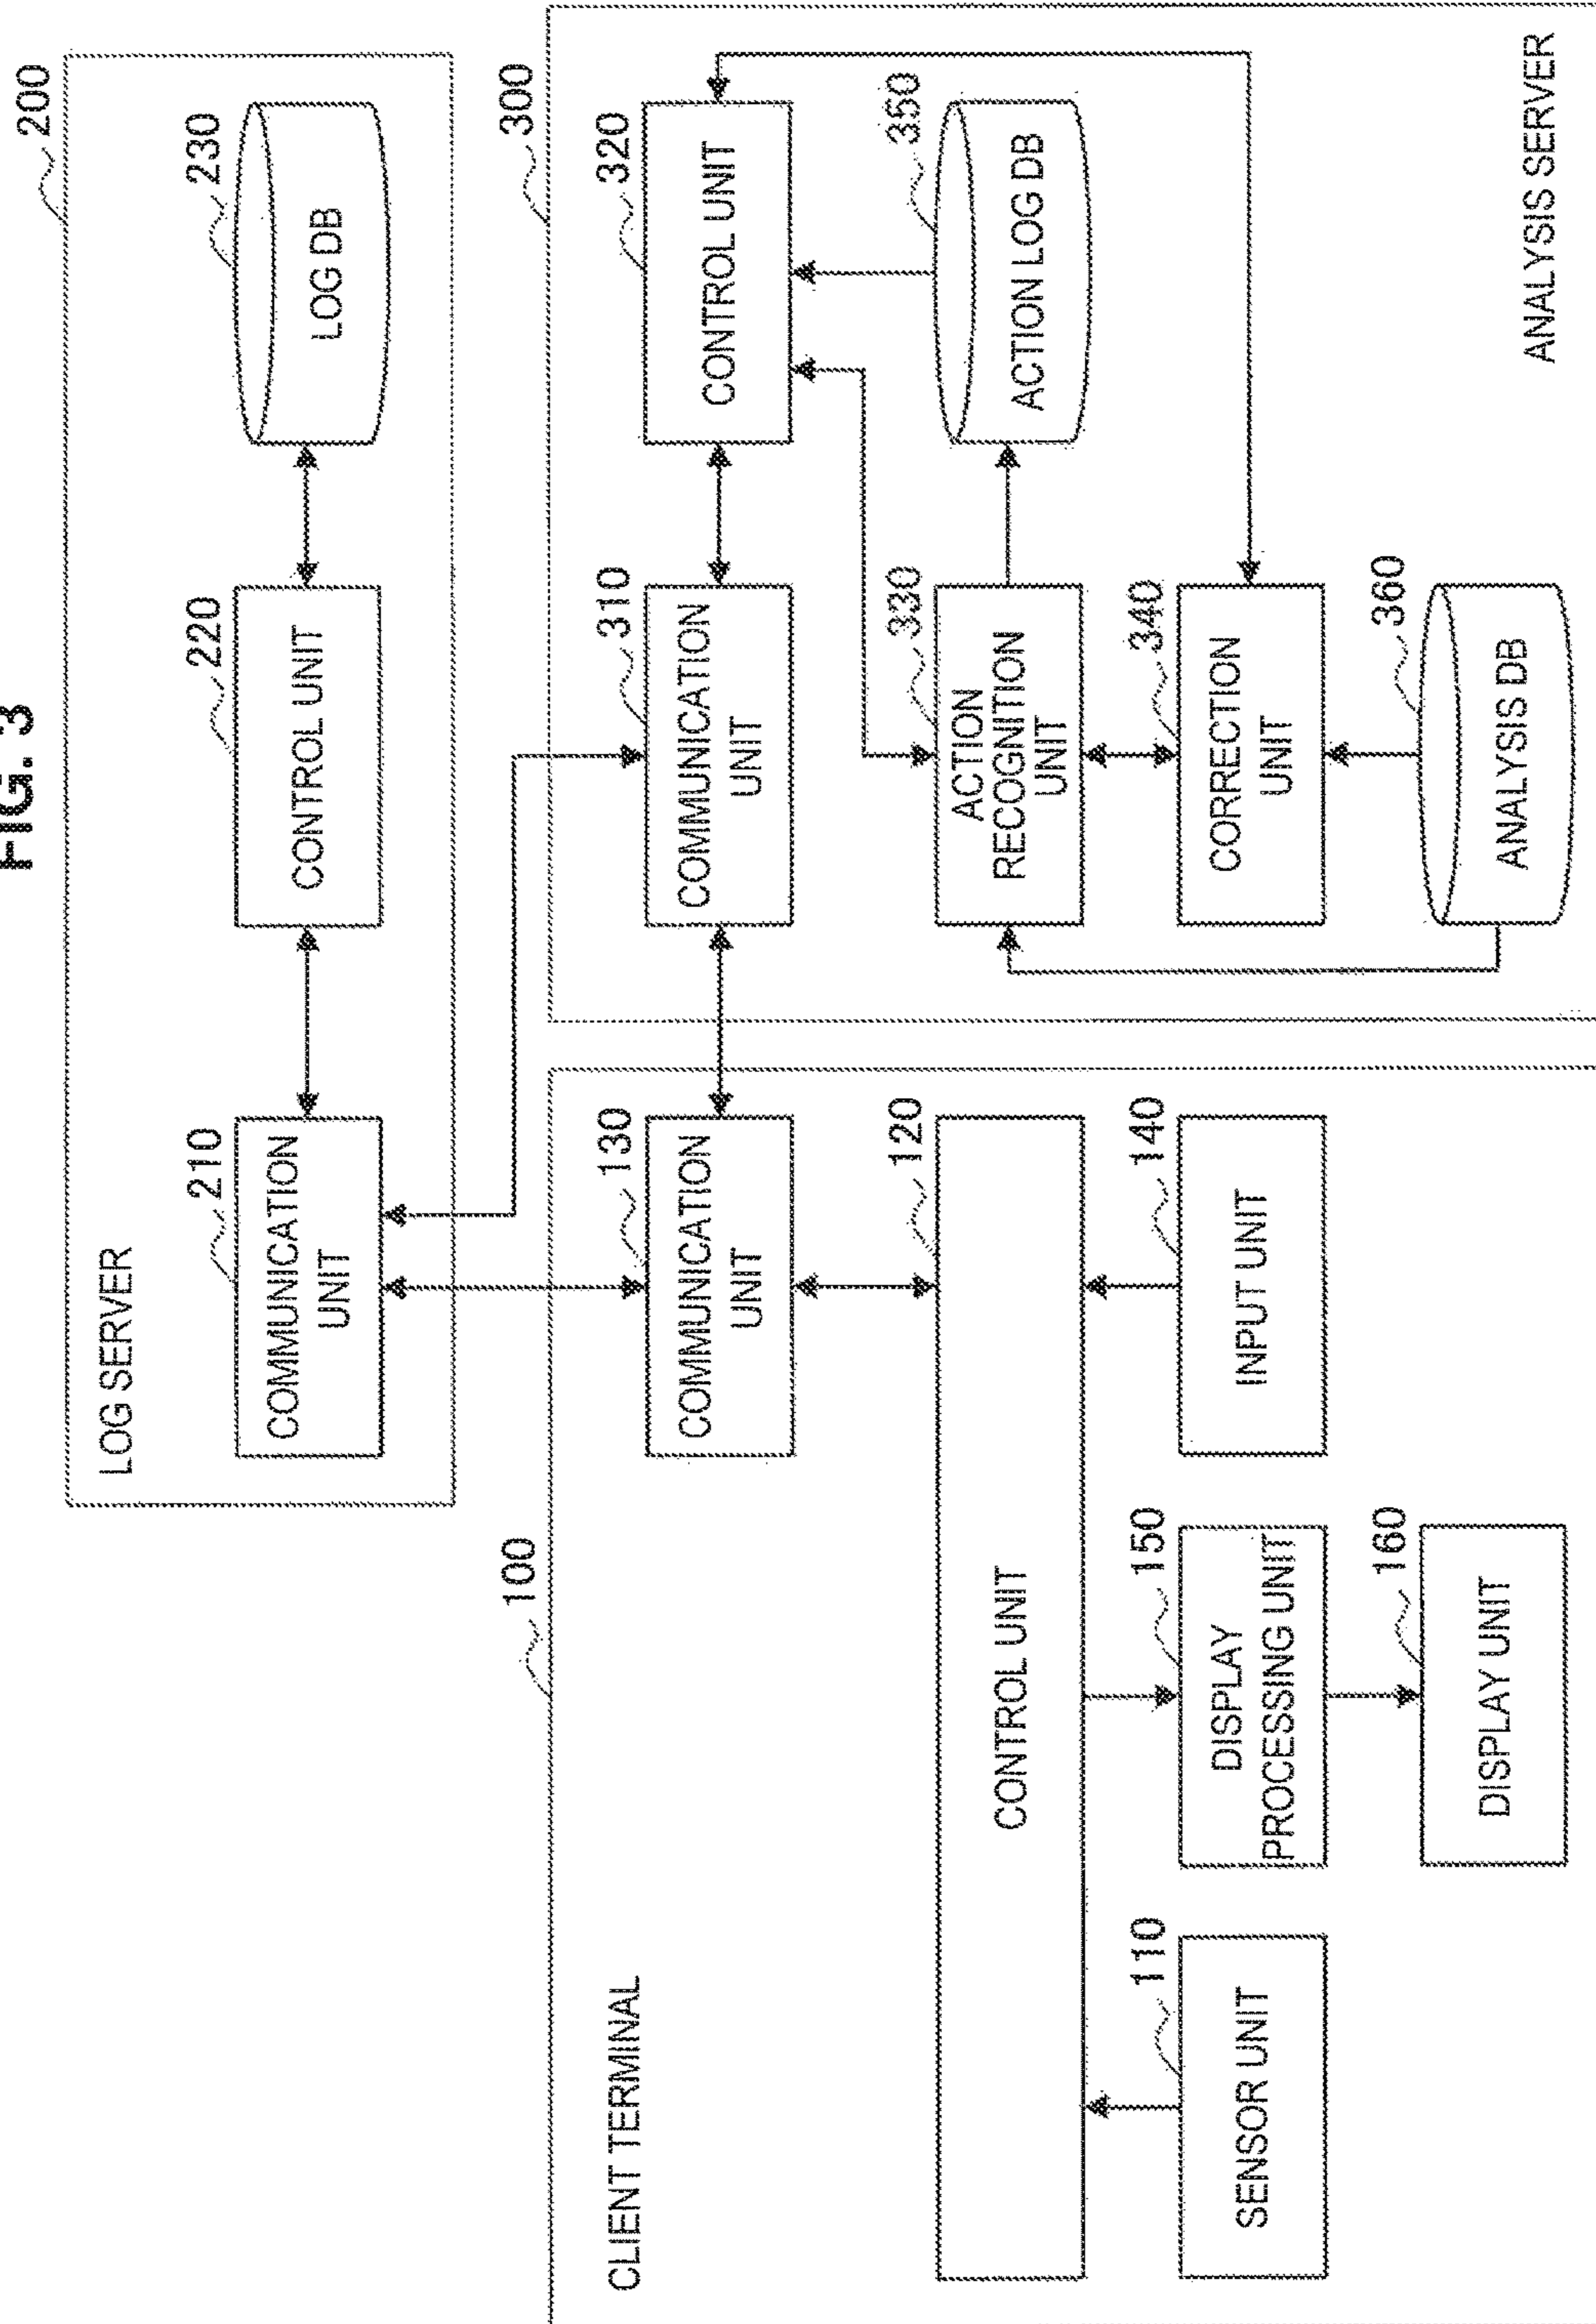 FIG. 3
200
LOG SERVER
210
COMMUNICATION
UNIT
220
CONTROL UNIT
230
LOG DB
100
CLIENT TERMINAL
130
COMMUNICATION
UNIT
120
CONTROL UNIT
110
SENSOR UNIT
150
DISPLAY
PROCESSING UNIT
140
INPUT UNIT
160
DISPLAY UNIT
300
310
COMMUNICATION
UNIT
320
CONTROL UNIT
330
ACTION
RECOGNITION
UNIT
350
ACTION LOG DB
340
CORRECTION
UNIT
360
ANALYSIS DB
ANALYSIS SERVER